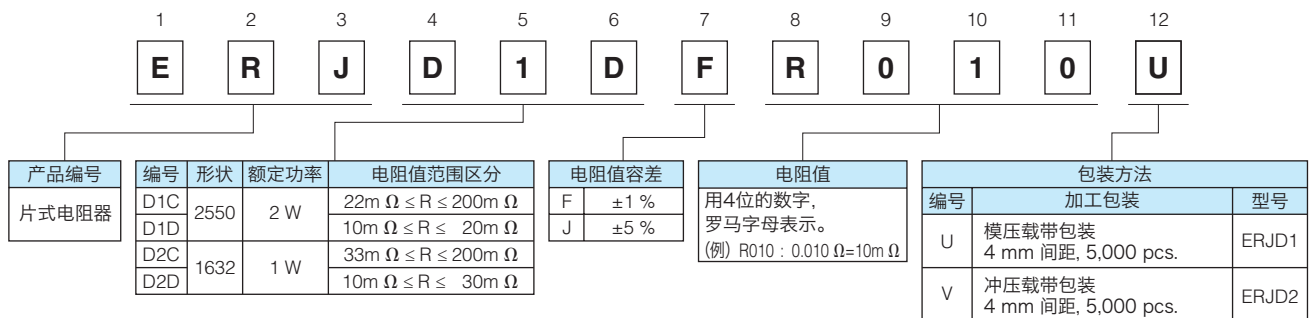 1 2 3 4 5 6 7 8 9 10 11 12
E R J D 1 D F R 0 1 0 U
产品编号
片式电阻器
编号 形状 额定功率 电阻值范围区分
D1C 2550 2 W 22m Ω ≤ R ≤ 200m Ω
D1D 10m Ω ≤ R ≤ 20m Ω
D2C 1632 1 W 33m Ω ≤ R ≤ 200m Ω
D2D 10m Ω ≤ R ≤ 30m Ω
电阻值容差
F ±1 %
J ±5 %
电阻值
用4位的数字，
罗马字母表示。
(例) R010 : 0.010 Ω=10m Ω
包装方法
编号 加工包装 型号
U 模压载带包装 ERJD1
4 mm 间距, 5,000 pcs.
V 冲压载带包装 ERJD2
4 mm 间距, 5,000 pcs.